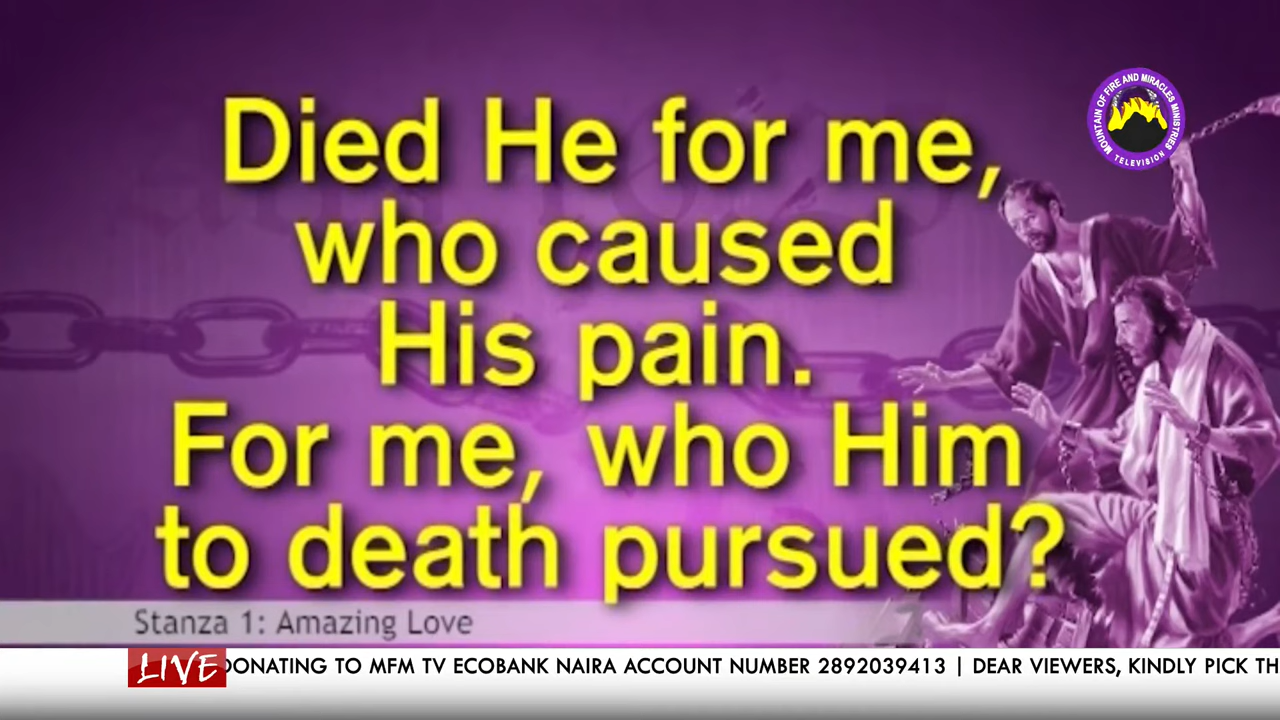 MOUNTAIN OF FIRE AND MIRACLES MINISTRIES
TELEVISION
Died He for me,
who caused
His pain.
For me, who Him
to death pursued?
Stanza 1: Amazing Love
LIVE
DONATING TO MFM TV ECOBANK NAIRA ACCOUNT NUMBER 2892039413 | DEAR VIEWERS, KINDLY PICK TH